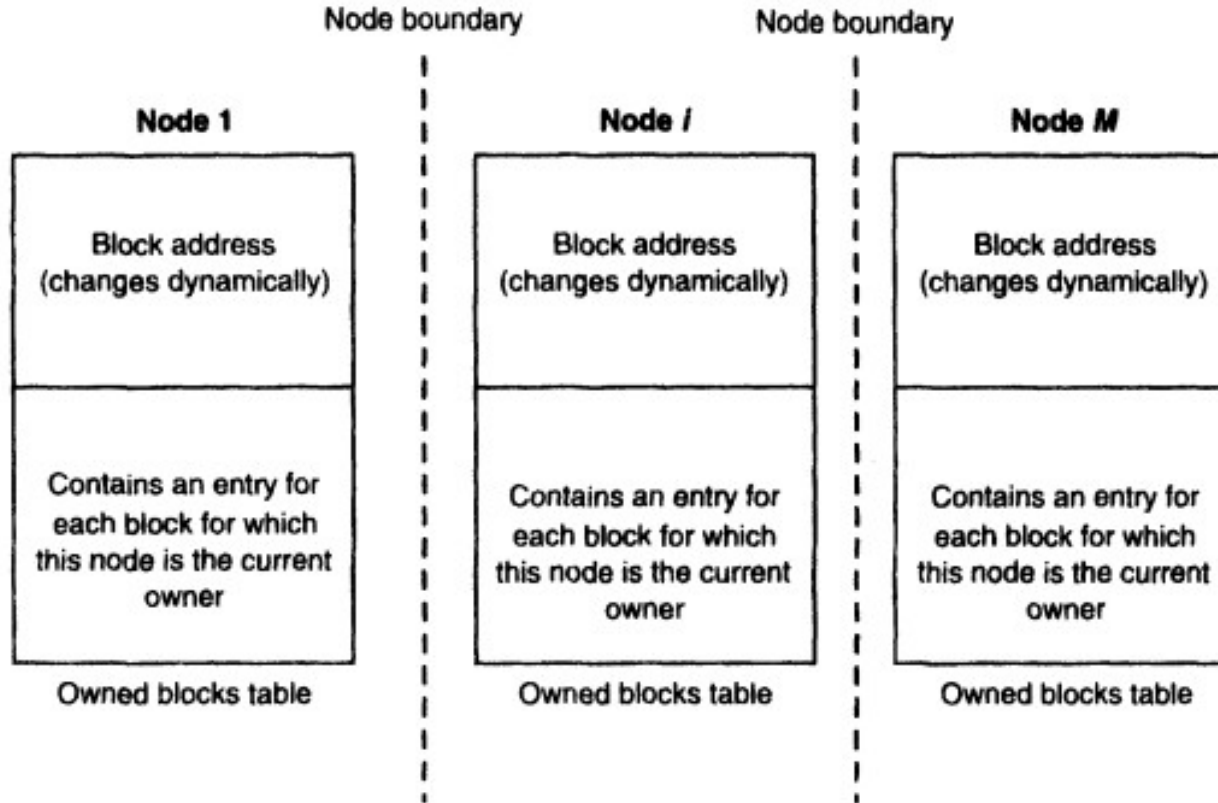 Node boundary
Node boundary
Node 1
Node i
Node M
Block address
(changes dynamically)
Block address
(changes dynamically)
Block address
(changes dynamically)
Contains an entry for
each block for which
this node is the current
owner
Contains an entry for
each block for which
this node is the current
owner
Contains an entry for
each block for which
this node is the current
owner
Owned blocks table
Owned blocks table
Owned blocks table